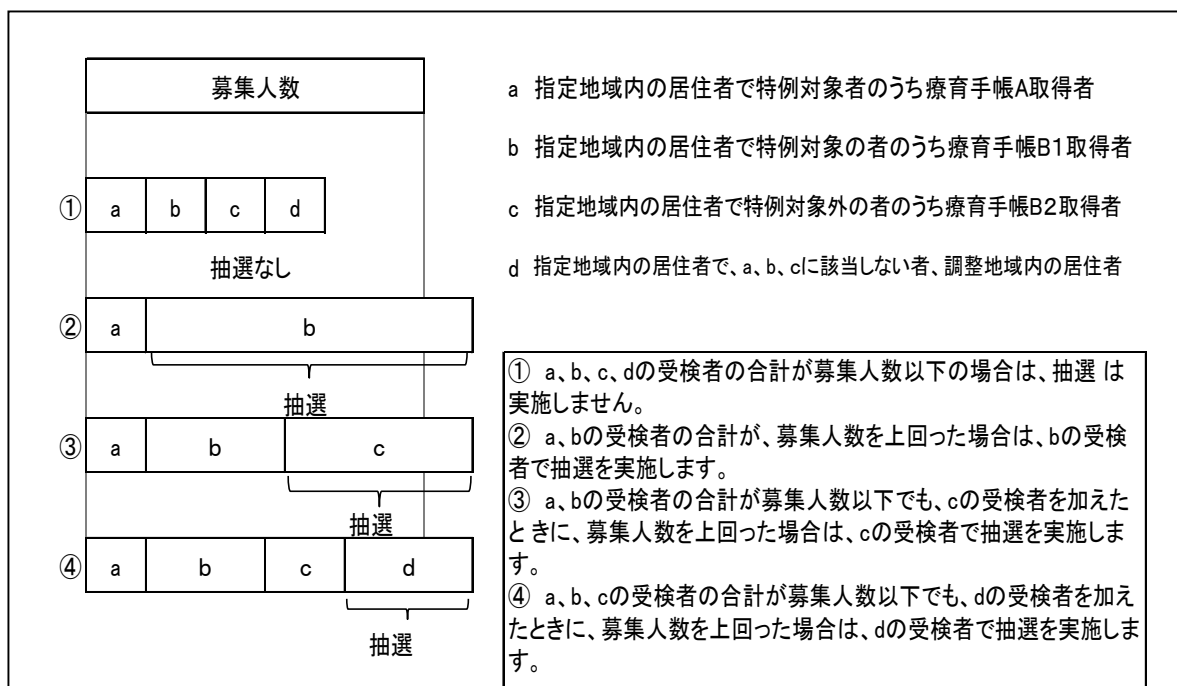 募集人数
a 指定地域内の居住者で特例対象者のうち療育手帳A取得者
b 指定地域内の居住者で特例対象の者のうち療育手帳B1取得者
c 指定地域内の居住者で特例対象外の者のうち療育手帳B2取得者
d 指定地域内の居住者で、a、b、cに該当しない者、調整地域内の居住者
① a b c d
抽選なし
② a b
抽選
③ a b c
抽選
④ a b c d
抽選
① a、b、c、dの受検者の合計が募集人数以下の場合は、抽選 は
実施しません。
② a、bの受検者の合計が、募集人数を上回った場合は、bの受検
者で抽選を実施します。
③ a、bの受検者の合計が募集人数以下でも、cの受検者を加えた
ときに、募集人数を上回った場合は、cの受検者で抽選を実施しま
す。
④ a、b、cの受検者の合計が募集人数以下でも、dの受検者を加え
たときに、募集人数を上回った場合は、dの受検者で抽選を実施しま
す。